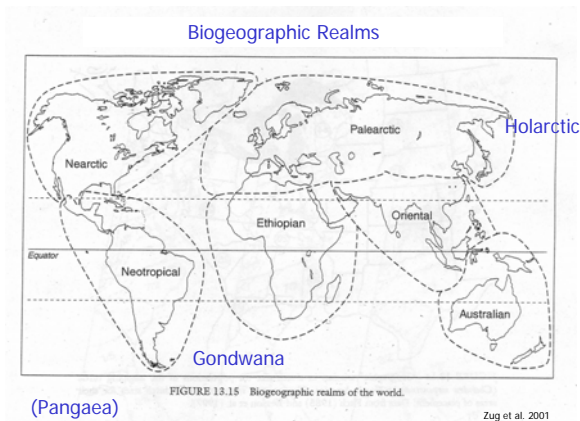 Biogeographic Realms
Palearctic
Holarctic
Nearctic
Ethiopian
Oriental
Equator
Neotropical
Australian
Gondwana
FIGURE 13.15 Biogeographic realms of the world.
(Pangaea)
Zug et al. 2001